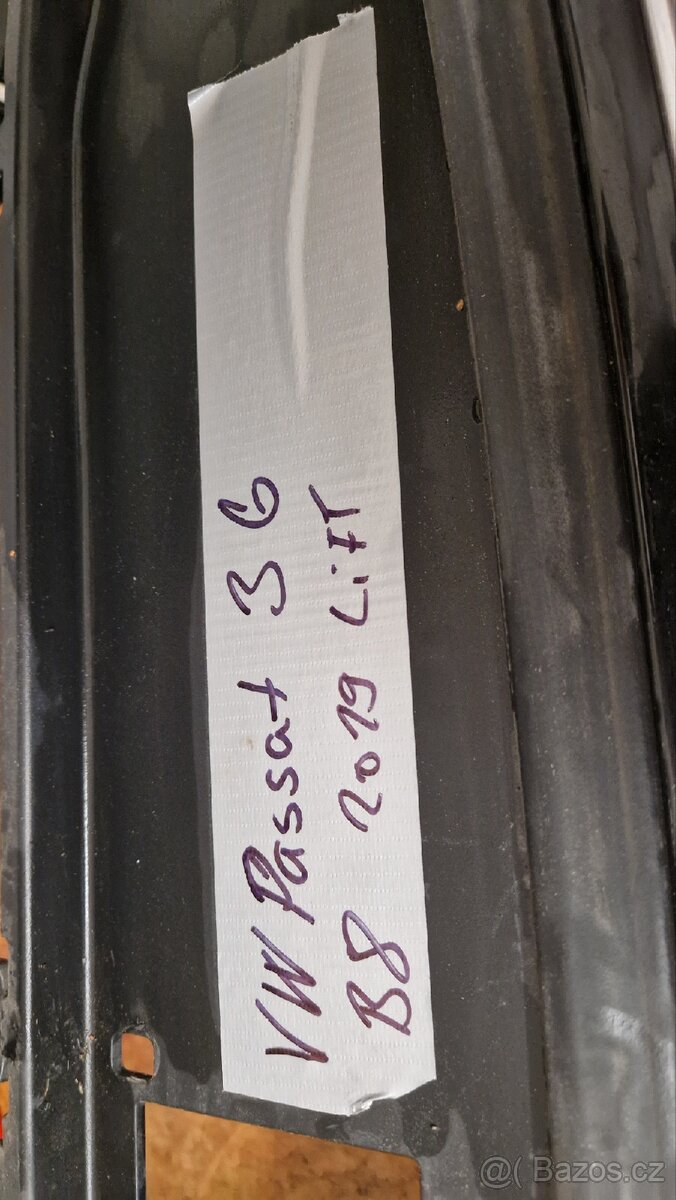 VW Passat 3G
B8 2019 LiFT
@( Bazos.cz